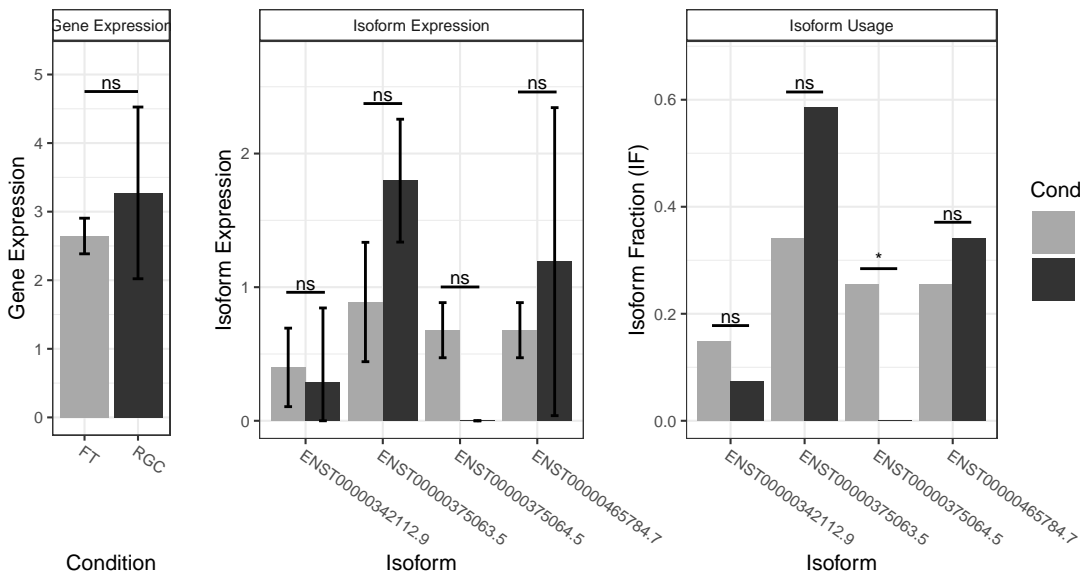 Gene Expression
Isoform Expression
Isoform Usage
Gene Expression
5
4
3
2
1
0
ns
FT
RGC
Condition
Isoform Expression
2
1
0
ns
ns
ns
ns
ENST00000342112.9
ENST00000375063.5
ENST00000375064.5
ENST00000465784.7
Isoform
Isoform Fraction (IF)
0.6
0.4
0.2
0.0
ns
ns
*
ns
ENST00000342112.9
ENST00000375063.5
ENST00000375064.5
ENST00000465784.7
Isoform
Cond